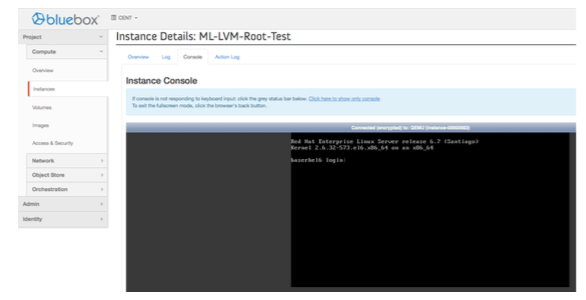 bluebox
CENT
Project
Instance Details: ML-LVM-Root-Test
Compute
Overview
Log
Console
Action Log
Overview
Instance Console
Instances
If console is not responding to keyboard input: click the grey status bar below. Click here to show only console
To exit the fullscreen mode, click the browser's back button.
Volumes
Images
Connected (encrypted) to: QEMU
Access & Security
Red Hat Enterprise Linux Server release 6.7 (Santiago)
Kernel 2.6.32-573.el6.x86_64 on an x86_64
baserhel6 login:
Network
Object Store
Orchestration
Admin
Identity